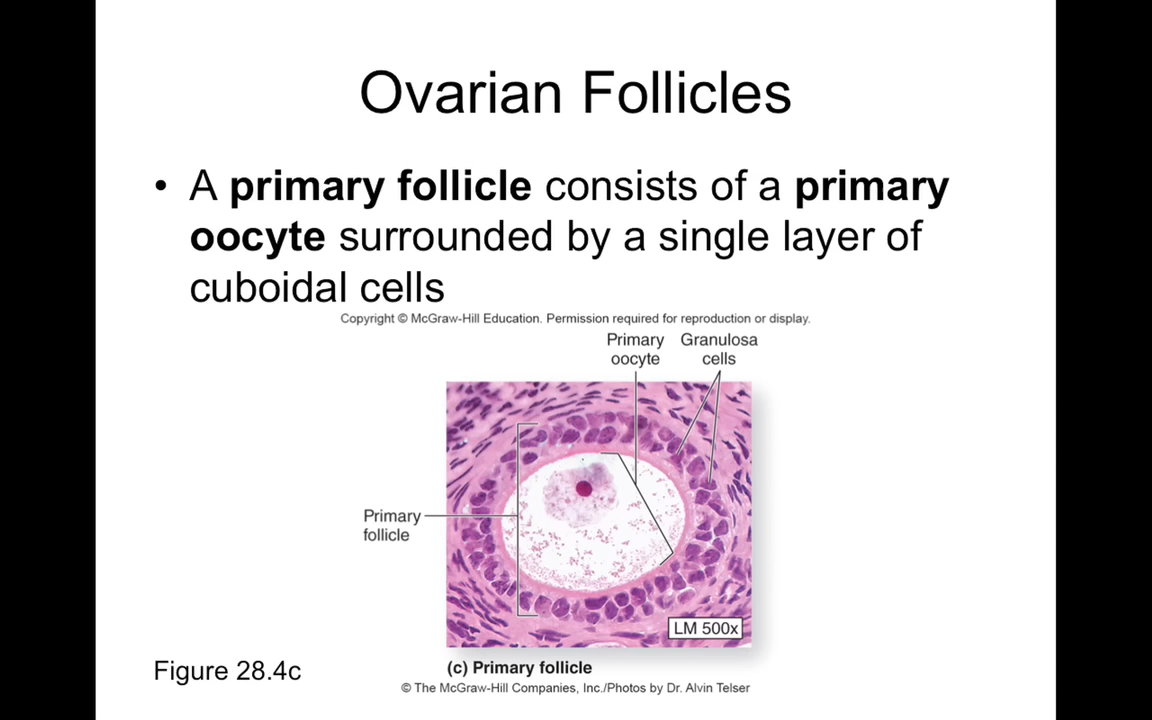 Ovarian Follicles
• A primary follicle consists of a primary
oocyte surrounded by a single layer of
cuboidal cells
Copyright © McGraw-Hill Education. Permission required for reproduction or display.
Primary
oocyte
Granulosa
cells
Primary
follicle
LM 500x
(c) Primary follicle
Figure 28.4c
© The McGraw-Hill Companies, Inc./Photos by Dr. Alvin Telser